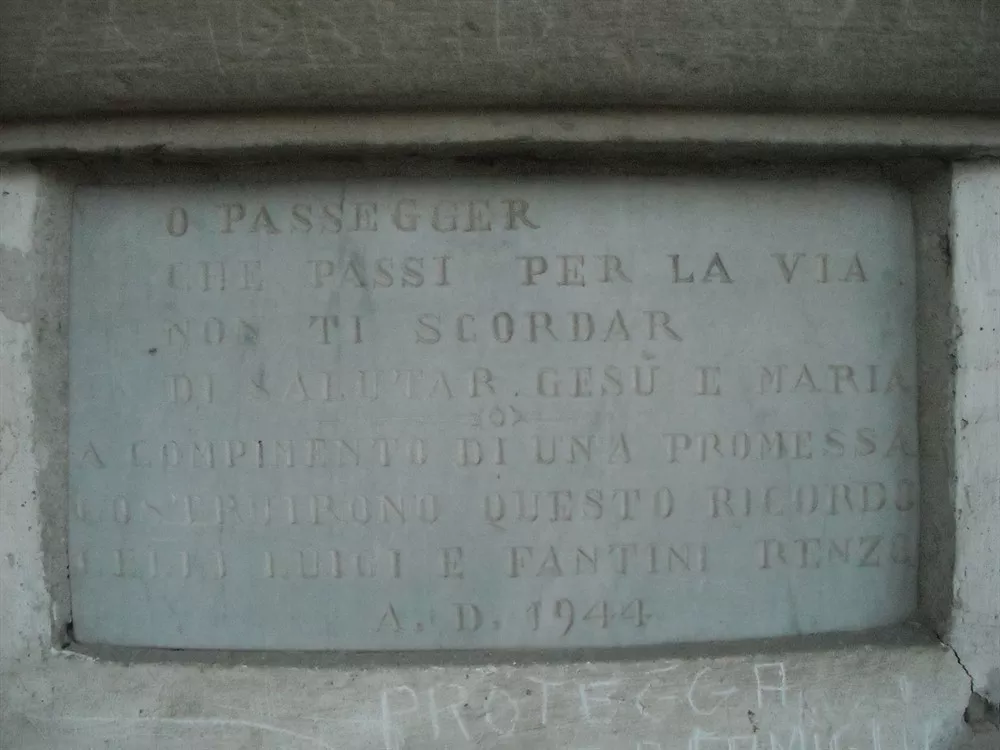 O PASSEGGER
CHE PASSI PER LA VIA
NON TI SCORDAR
DI SALUTAR GESÙ E MARIA
A COMPIMENTO DI UNA PROMESSA
COSTRUIRONO QUESTO RICORDO
LUIGI E FANTINI RENZO
A. D. 1944
PROTEGGA